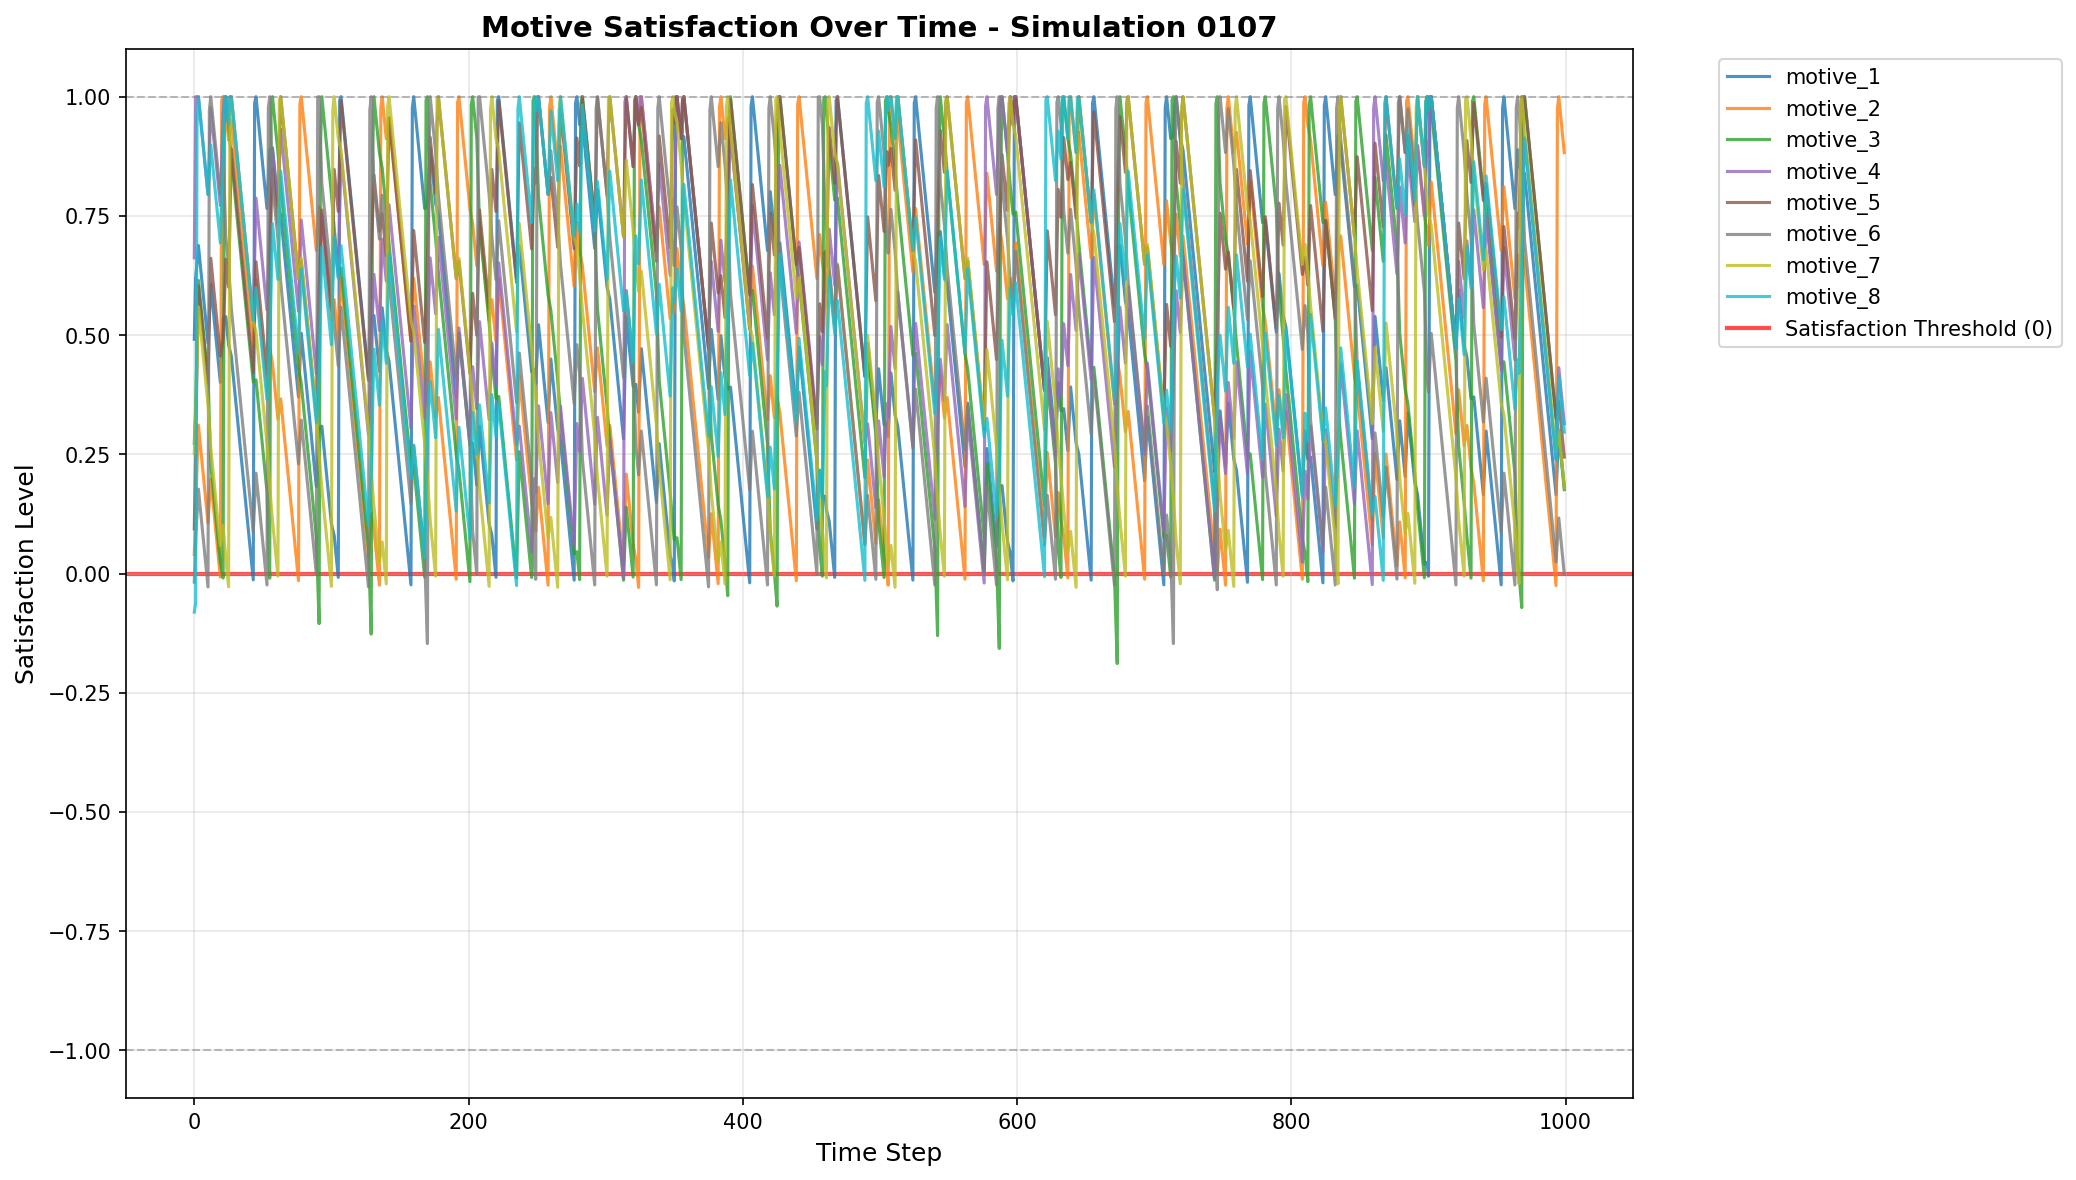 Motive Satisfaction Over Time - Simulation 0107
1.00
0.75
0.50
0.25
0.00
−0.25
−0.50
−0.75
−1.00
Satisfaction Level
0
200
400
600
800
1000
Time Step
motive_1
motive_2
motive_3
motive_4
motive_5
motive_6
motive_7
motive_8
Satisfaction Threshold (0)